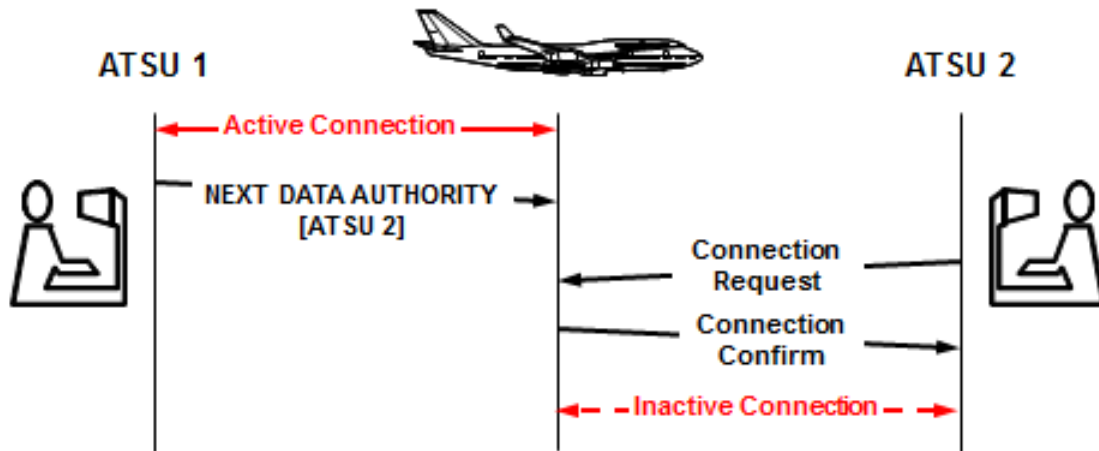 ATSU 1
ATSU 2
Active Connection
NEXT DATA AUTHORITY
[ATSU 2]
Connection
Request
Connection
Confirm
Inactive Connection